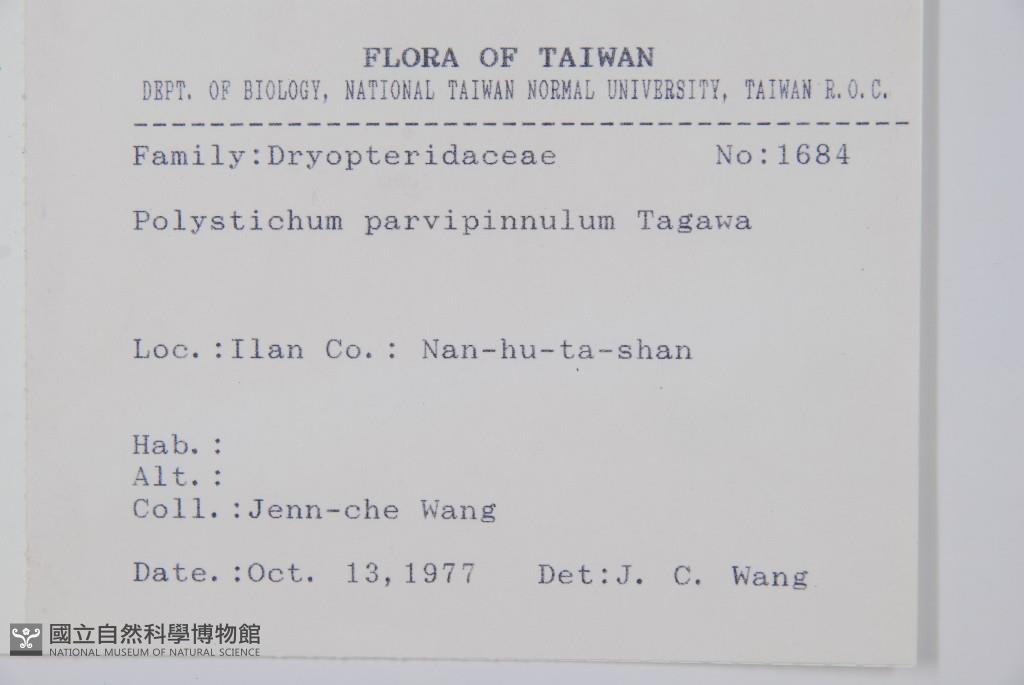 FLORA OF TAIWAN
DEPT. OF BIOLOGY, NATIONAL TAIWAN NORMAL UNIVERSITY, TAIWAN R.O.C.
Family:Dryopteridaceae No:1684
Polystichum parvipinnulum Tagawa
Loc.:Ilan Co.: Nan-hu-ta-shan
Hab.:
Alt.:
Coll.:Jenn-che Wang
Date.:Oct. 13,1977 Det:J. C. Wang
國立自然科學博物館
NATIONAL MUSEUM OF NATURAL SCIENCE